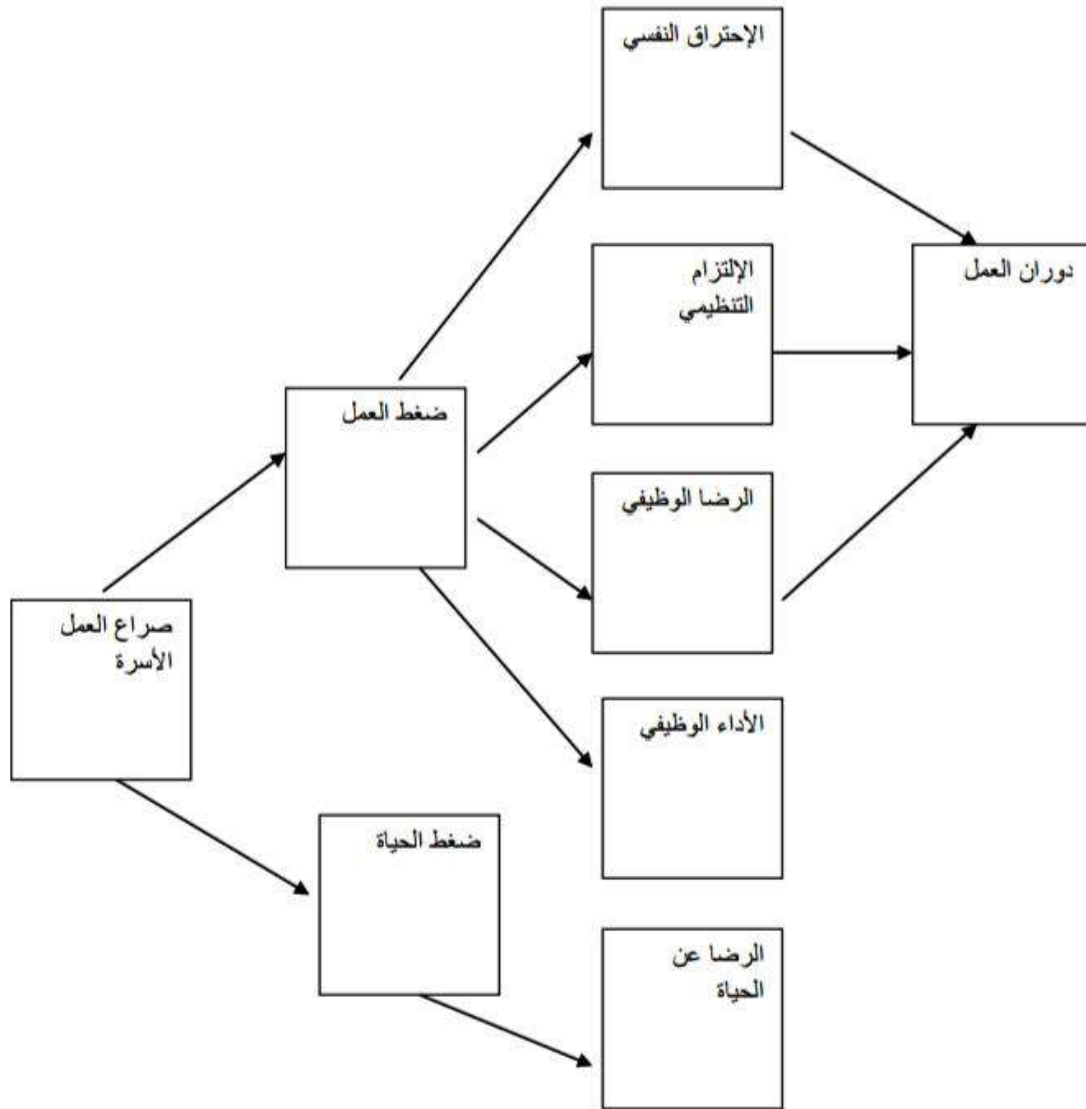 الإحتراق النفسي
الإلتزام
التنظيمي
دوران العمل
ضغط العمل
الرضا الوظيفي
صراع العمل
الأسرة
الأداء الوظيفي
ضغط الحياة
الرضا عن
الحياة